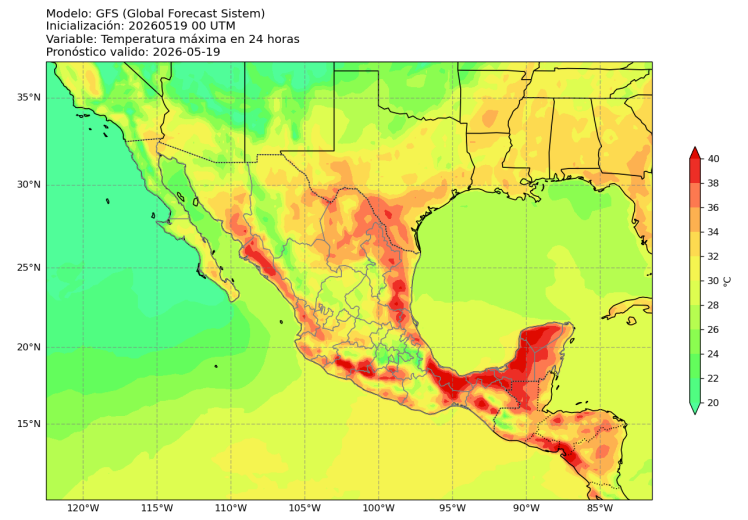 Modelo: GFS (Global Forecast Sistem)
Inicialización: 20260519 00 UTM
Variable: Temperatura máxima en 24 horas
Pronóstico valido: 2026-05-19
35°N
30°N
25°N
20°N
15°N
120°W 115°W 110°W 105°W 100°W 95°W 90°W 85°W
40
38
36
34
32
30
28
26
24
22
20
°C